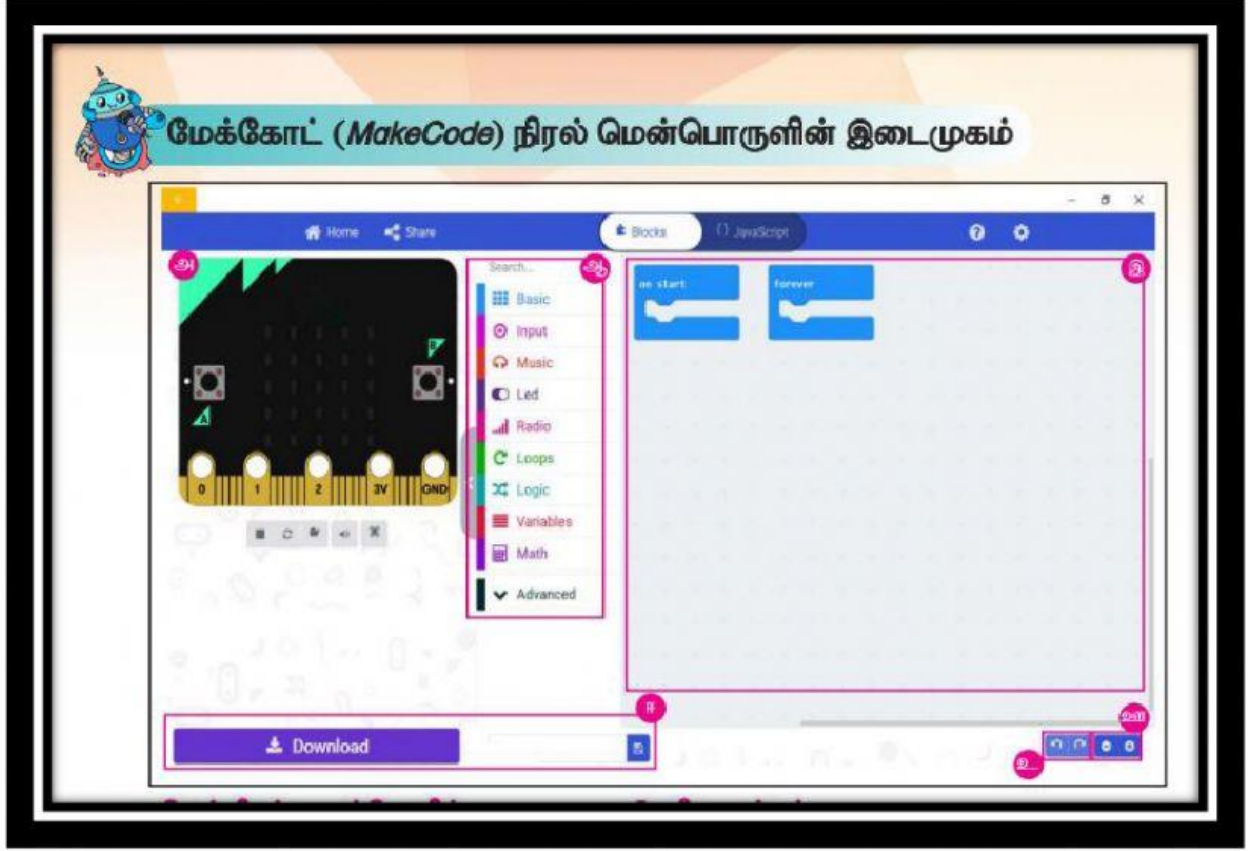 மேக்கோட் (MakeCode) நிரல் மென்பொருளின் இடைமுகம்
Home Share Blocks {} JavaScript
அ
ஆ
இ
Search...
Basic
Input
Music
Led
Radio
Loops
Logic
Variables
Math
Advanced
on start
forever
B
A
0 1 2 3V GND
ஈ
Download
உ
ஊ